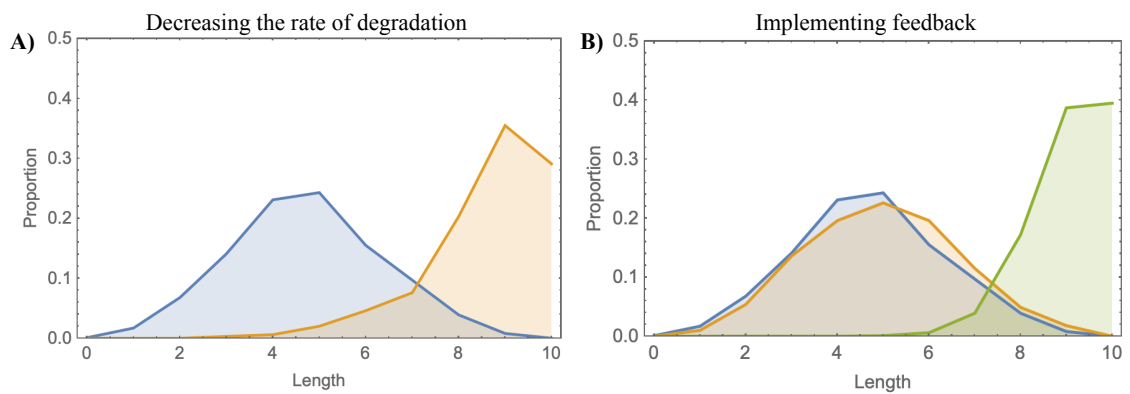 Decreasing the rate of degradation
Implementing feedback
A)
B)
0.5
0.4
0.3
0.2
0.1
0.0
Proportion
0 2 4 6 8 10
Length
0.5
0.4
0.3
0.2
0.1
0.0
Proportion
0 2 4 6 8 10
Length